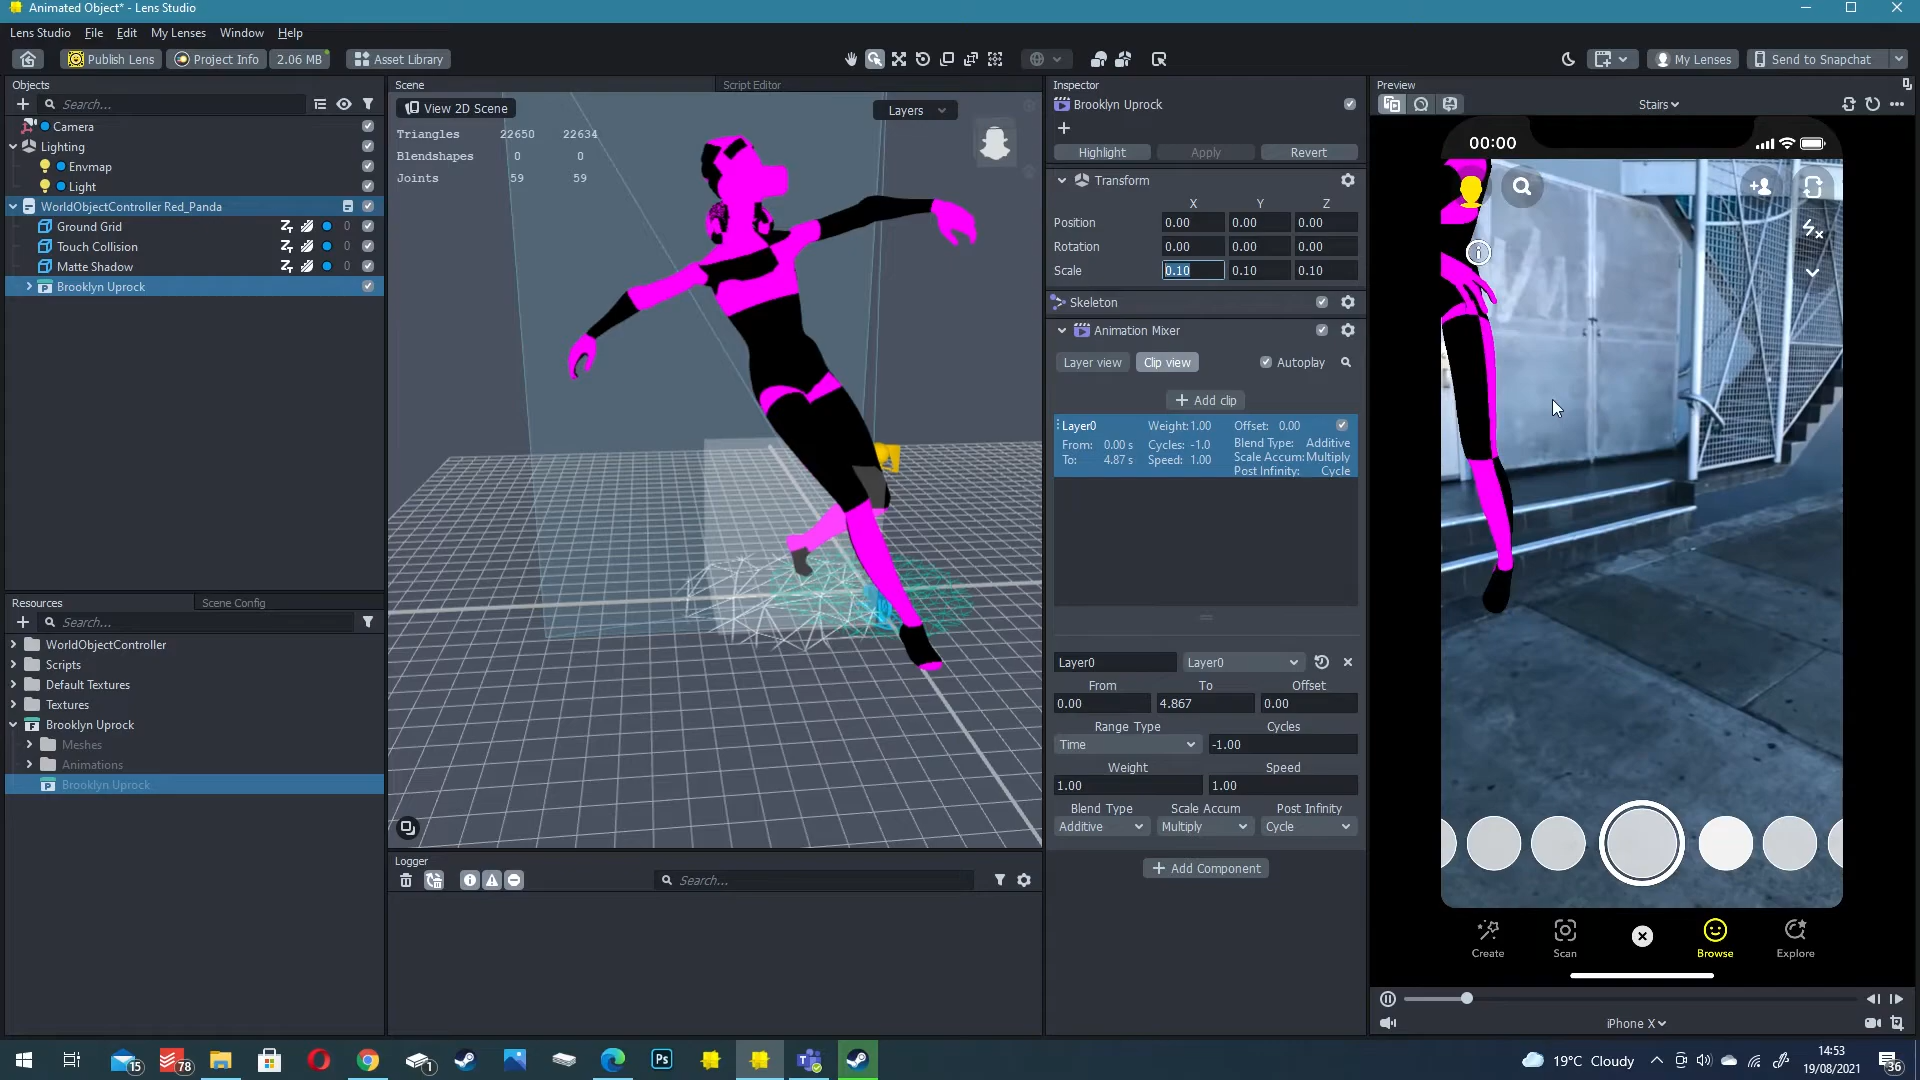 Animated Object* - Lens Studio
Lens Studio File Edit My Lenses Window Help
Publish Lens Project Info 2.06 MB Asset Library My Lenses Send to Snapchat
Objects
Search...
Camera
Lighting
Envmap
Light
WorldObjectController Red_Panda
Ground Grid 0
Touch Collision 0
Matte Shadow 0
Brooklyn Uprock
Resources Scene Config
Search...
WorldObjectController
Scripts
Default Textures
Textures
Brooklyn Uprock
Meshes
Animations
Brooklyn Uprock
Scene Script Editor
View 2D Scene Layers
Triangles 22650 22634
Blendshapes 0 0
Joints 59 59
Logger
Search...
Inspector
Brooklyn Uprock
Highlight Apply Revert
Transform
X Y Z
Position 0.00 0.00 0.00
Rotation 0.00 0.00 0.00
Scale 0.10 0.10 0.10
Skeleton
Animation Mixer
Layer view Clip view Autoplay
Add clip
Layer0 Weight: 1.00 Offset: 0.00
From: 0.00 s Cycles: -1.0 Blend Type: Additive
To: 4.87 s Speed: 1.00 Scale Accum: Multiply
Post Infinity: Cycle
Layer0 Layer0
From To Offset
0.00 4.867 0.00
Range Type Cycles
Time -1.00
Weight Speed
1.00 1.00
Blend Type Scale Accum Post Infinity
Additive Multiply Cycle
Add Component
Preview
Stairs
00:00
Create Scan Browse Explore
iPhone X
15 78 1 Ps 19°C Cloudy 14:53
19/08/2021 36